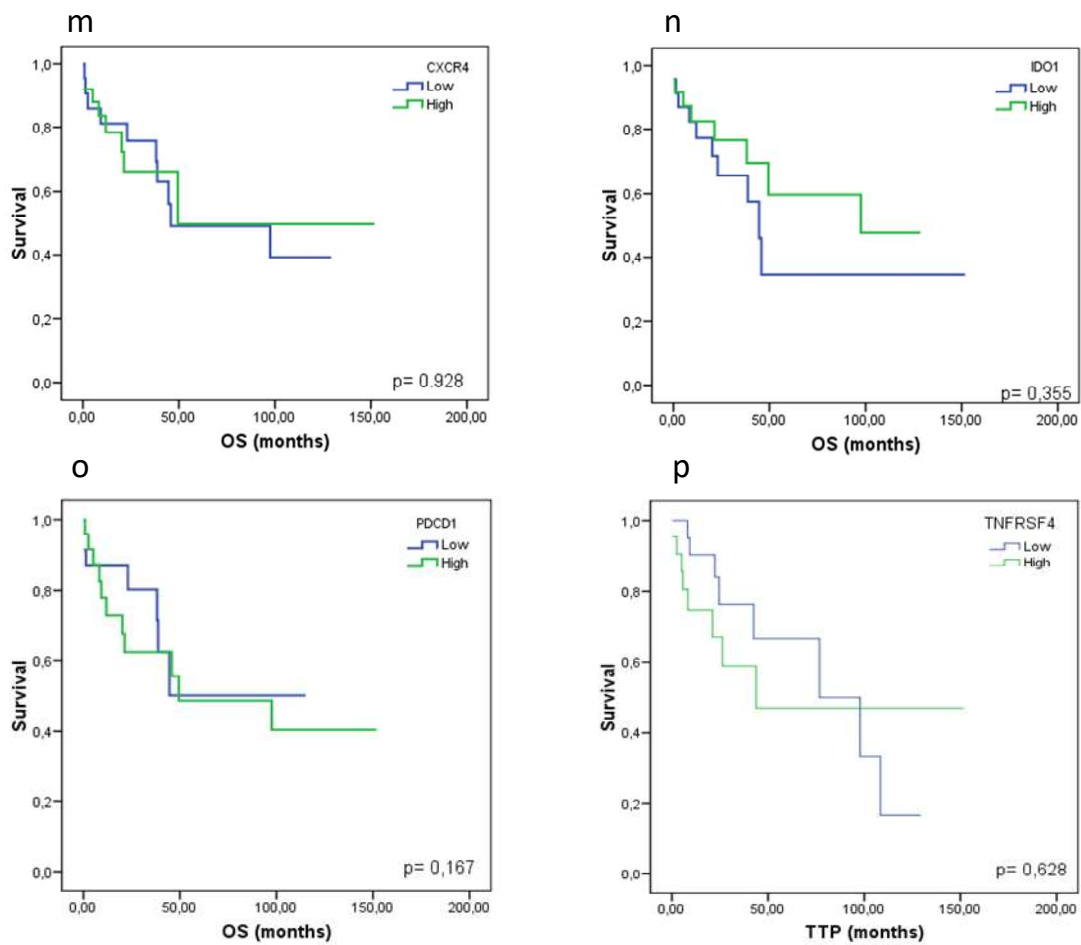 m
CXCR4
Low
High
1,0
0,8
0,6
0,4
0,2
0,0
Survival
p= 0.928
0,00 50,00 100,00 150,00 200,00
OS (months)
n
IDO1
Low
High
1,0
0,8
0,6
0,4
0,2
0,0
Survival
p= 0,355
0,00 50,00 100,00 150,00 200,00
OS (months)
o
PDCD1
Low
High
1,0
0,8
0,6
0,4
0,2
0,0
Survival
p= 0,167
0,00 50,00 100,00 150,00 200,00
OS (months)
p
TNFRSF4
Low
High
1,0
0,8
0,6
0,4
0,2
0,0
Survival
p= 0,628
0,00 50,00 100,00 150,00 200,00
TTP (months)